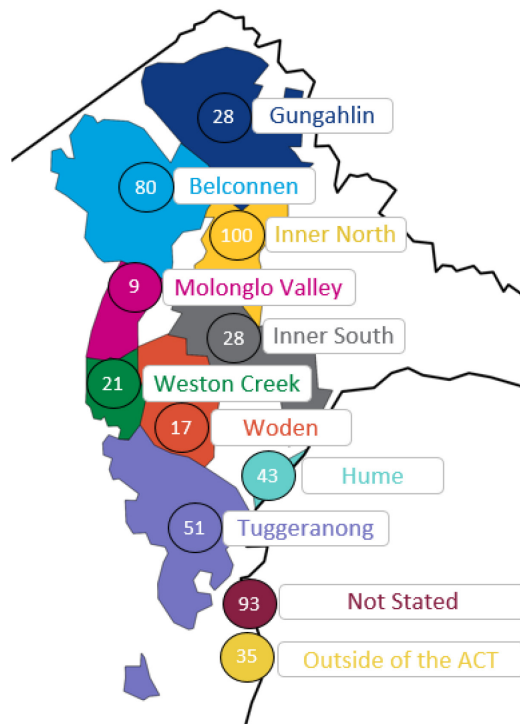 28 Gungahlin
80 Belconnen
100 Inner North
9 Molonglo Valley
28 Inner South
21 Weston Creek
17 Woden
43 Hume
51 Tuggeranong
93 Not Stated
35 Outside of the ACT